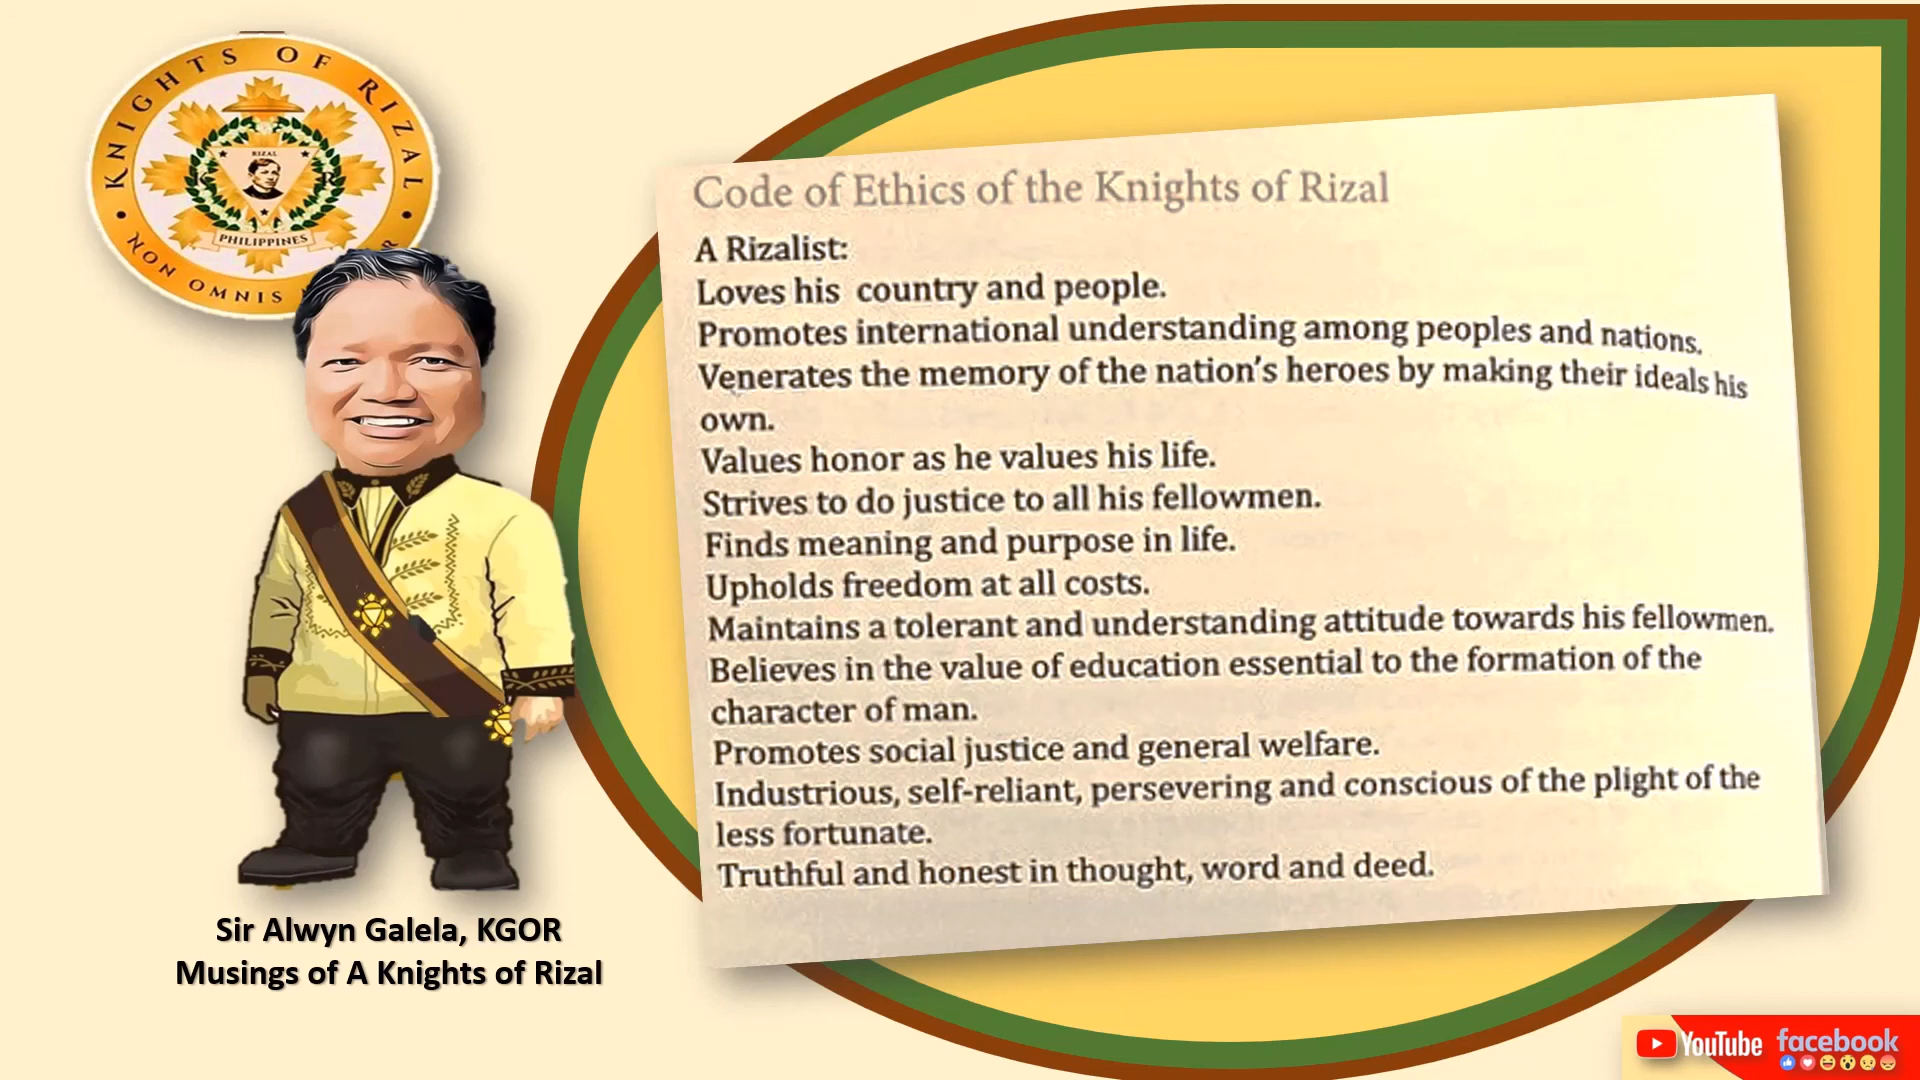 KNIGHTS OF RIZAL
RIZAL
PHILIPPINES
NON OMNIS
Code of Ethics of the Knights of Rizal
A Rizalist:
Loves his country and people.
Promotes international understanding among peoples and nations.
Venerates the memory of the nation's heroes by making their ideals his
own.
Values honor as he values his life.
Strives to do justice to all his fellowmen.
Finds meaning and purpose in life.
Upholds freedom at all costs.
Maintains a tolerant and understanding attitude towards his fellowmen.
Believes in the value of education essential to the formation of the
character of man.
Promotes social justice and general welfare.
Industrious, self-reliant, persevering and conscious of the plight of the
less fortunate.
Truthful and honest in thought, word and deed.
Sir Alwyn Galela, KGOR
Musings of A Knights of Rizal
YouTube facebook